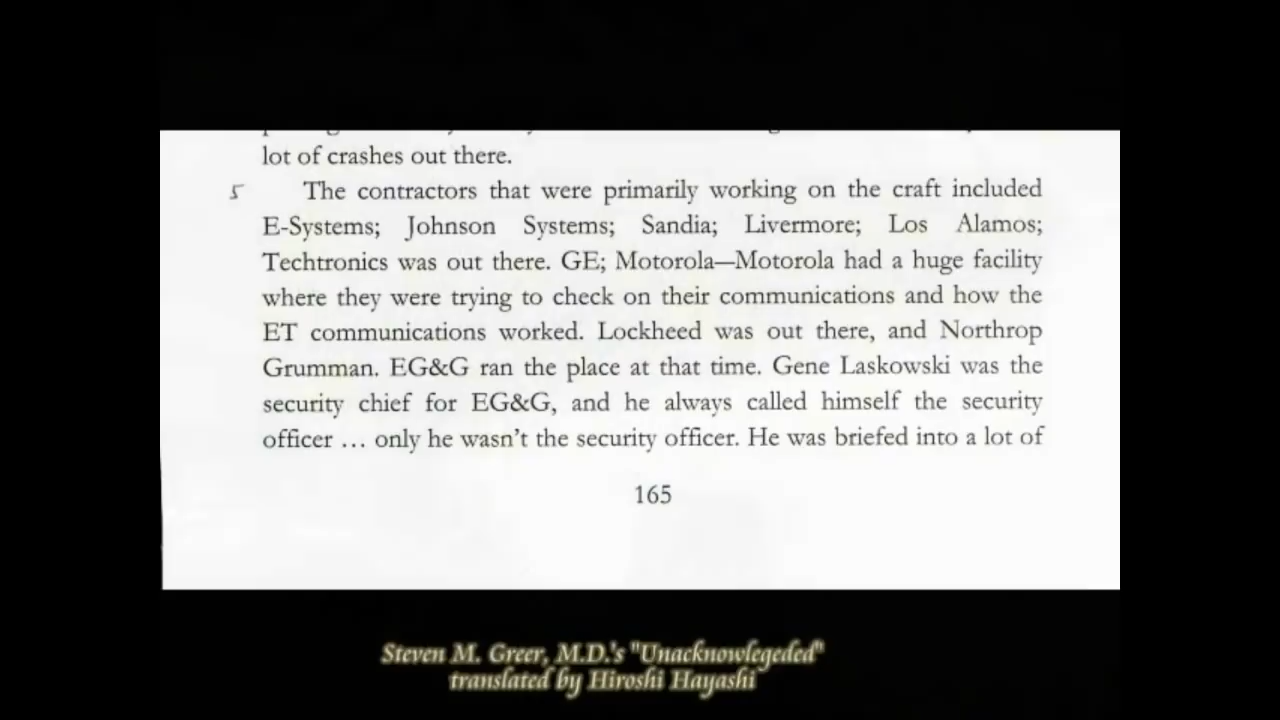 lot of crashes out there.
5 The contractors that were primarily working on the craft included
E-Systems; Johnson Systems; Sandia; Livermore; Los Alamos;
Techtronics was out there. GE; Motorola—Motorola had a huge facility
where they were trying to check on their communications and how the
ET communications worked. Lockheed was out there, and Northrop
Grumman. EG&G ran the place at that time. Gene Laskowski was the
security chief for EG&G, and he always called himself the security
officer … only he wasn’t the security officer. He was briefed into a lot of
165
Steven M. Greer, M.D.'s "Unacknowlegeded"
translated by Hiroshi Hayashi